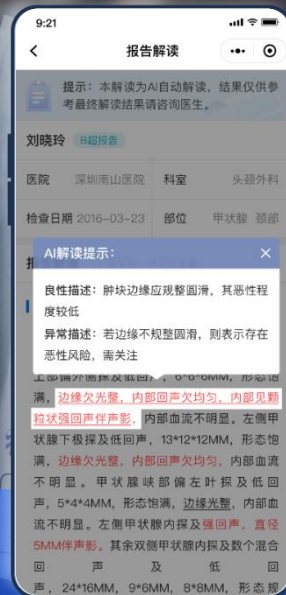 9:21
报告解读
提示：本解读为AI自动解读，结果仅供参
考最终解读结果请咨询医生。
刘晓玲 B超报告
医院 深圳南山医院 科室 头颈外科
检查日期 2016-03-23 部位 甲状腺 颈部
AI解读提示：
良性描述：肿块边缘应规整圆滑，其恶性程
度较低
异常描述：若边缘不规整圆滑，则表示存在
恶性风险，需关注
上部偏外侧探及低回声，6*6*6MM，形态饱
满，边缘欠光整，内部回声欠均匀，内部见颗
粒状强回声伴声影，内部血流不明显。左侧甲
状腺下极探及低回声，13*12*12MM，形态饱
满，边缘欠光整，内部回声欠均匀，内部血流
不明显。甲状腺峡部偏左叶探及低回
声，5*4*4MM，形态饱满，边缘光整，内部血
流不明显。左侧甲状腺内探及强回声、直径
5MM伴声影。其余双侧甲状腺内探及数个混合
回声及低回
声，24*16MM，9*6MM，8*8MM，形态规